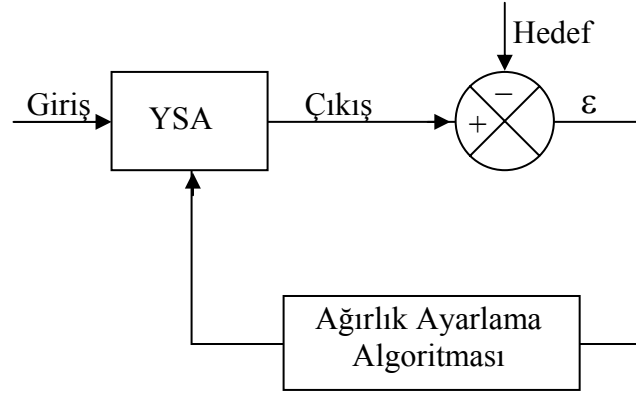 Hedef
Giriş
YSA
Çıkış
−
+
ε
Ağırlık Ayarlama
Algoritması